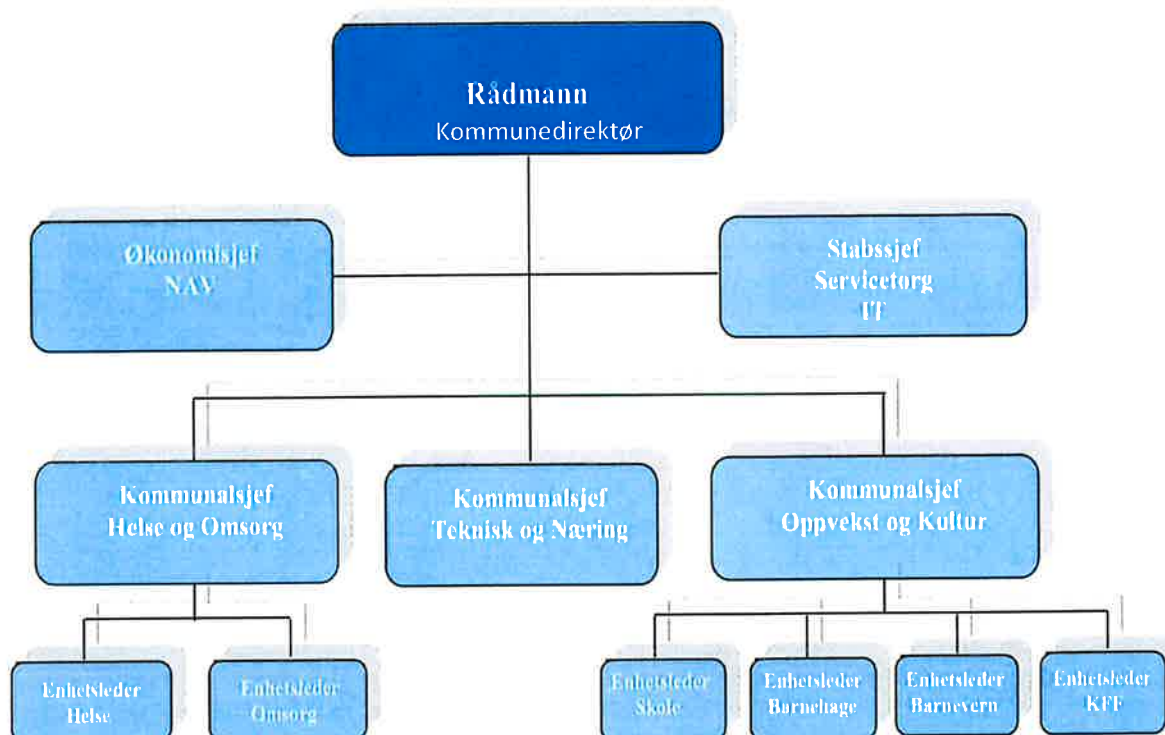 Rådmann
Kommunedirektør
Økonomisjef
NAV
Stabssjef
Servicetorg
IT
Kommunalsjef
Helse og Omsorg
Kommunalsjef
Teknisk og Næring
Kommunalsjef
Oppvekst og Kultur
Enhetsleder
Helse
Enhetsleder
Omsorg
Enhetsleder
Skole
Enhetsleder
Barnehage
Enhetsleder
Barnevern
Enhetsleder
KFF